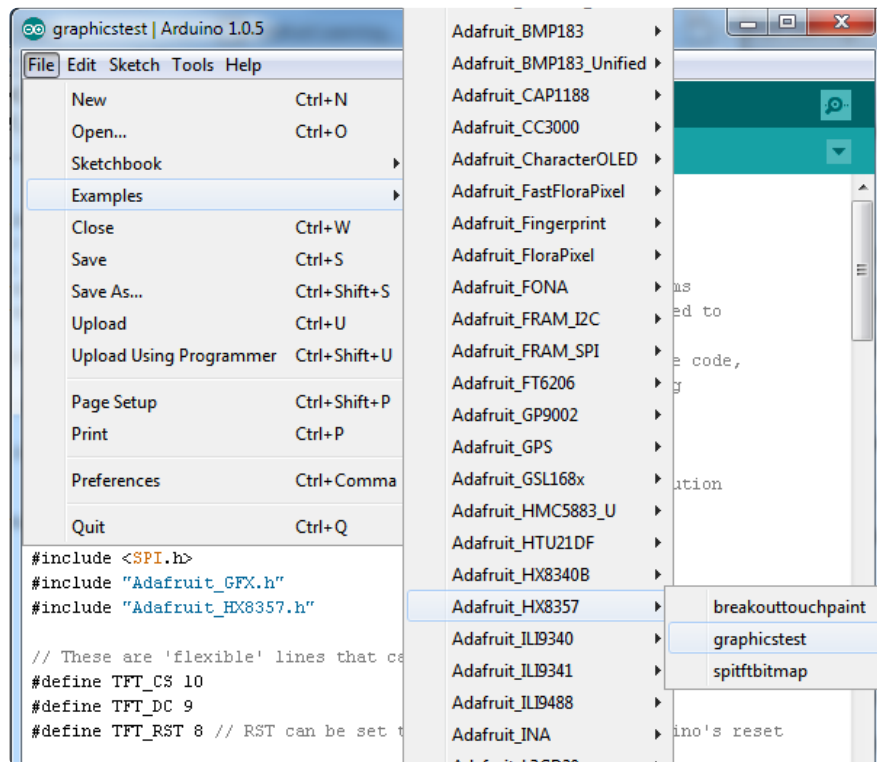 graphicstest | Arduino 1.0.5
File Edit Sketch Tools Help
New Ctrl+N
Open... Ctrl+O
Sketchbook
Examples
Close Ctrl+W
Save Ctrl+S
Save As... Ctrl+Shift+S
Upload Ctrl+U
Upload Using Programmer Ctrl+Shift+U
Page Setup Ctrl+Shift+P
Print Ctrl+P
Preferences Ctrl+Comma
Quit Ctrl+Q
Adafruit_BMP183
Adafruit_BMP183_Unified
Adafruit_CAP1188
Adafruit_CC3000
Adafruit_CharacterOLED
Adafruit_FastFloraPixel
Adafruit_Fingerprint
Adafruit_FloraPixel
Adafruit_FONA
Adafruit_FRAM_I2C
Adafruit_FRAM_SPI
Adafruit_FT6206
Adafruit_GP9002
Adafruit_GPS
Adafruit_GSL168x
Adafruit_HMC5883_U
Adafruit_HTU21DF
Adafruit_HX8340B
Adafruit_HX8357
Adafruit_ILI9340
Adafruit_ILI9341
Adafruit_ILI9488
Adafruit_INA
breakouttouchpaint
graphicstest
spitftbitmap
ms
ed to
e code,
g
ution
#include <SPI.h>
#include "Adafruit_GFX.h"
#include "Adafruit_HX8357.h"
// These are 'flexible' lines that ca
#define TFT_CS 10
#define TFT_DC 9
#define TFT_RST 8 // RST can be set t ino's reset